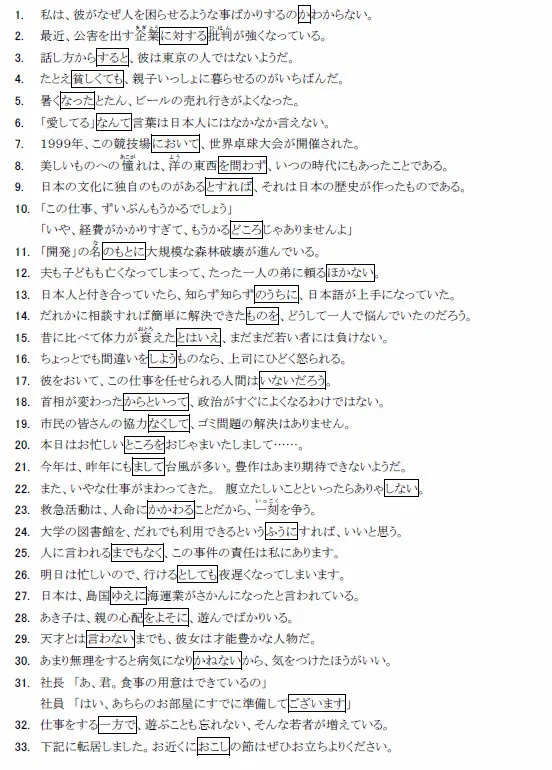 1. 私は、彼がなぜ人を困らせるような事ばかりするのかわからない。
2. 最近、公害を出す企業に対する批判が強くなっている。
3. 話し方からすると、彼は東京の人ではないようだ。
4. たとえ貧しくても、親子いっしょに暮らせるのがいちばんだ。
5. 暑くなったとたん、ビールの売れ行きがよくなった。
6. 「愛してる」なんて言葉は日本人にはなかなか言えない。
7. 1999年、この競技場において、世界卓球大会が開催された。
8. 美しいものへの憧れは、洋の東西を問わず、いつの時代にもあったことである。
9. 日本の文化に独自のものがあるとすれば、それは日本の歴史が作ったものである。
10. 「この仕事、ずいぶんもうかるでしょう」
「いや、経費がかかりすぎて、もうかるどころじゃありませんよ」
11. 「開発」の名のもとに大規模な森林破壊が進んでいる。
12. 夫も子どもも亡くなってしまって、たった一人の弟に頼るほかない。
13. 日本人と付き合っていたら、知らず知らずのうちに、日本語が上手になっていた。
14. だれかに相談すれば簡単に解決できたものを、どうして一人で悩んでいたのだろう。
15. 昔に比べて体力が衰えたとはいえ、まだまだ若い者には負けない。
16. ちょっとでも間違いをしようものなら、上司にひどく怒られる。
17. 彼をおいて、この仕事を任せられる人間はいないだろう。
18. 首相が変わったからといって、政治がすぐによくなるわけではない。
19. 市民の皆さんの協力なくして、ゴミ問題の解決はありません。
20. 本日はお忙しいところをおじゃまいたしまして……。
21. 今年は、昨年にもまして台風が多い。豊作はあまり期待できないようだ。
22. また、いやな仕事がまわってきた。 腹立たしいことといったらありゃしない。
23. 救急活動は、人命にかかわることだから、一刻を争う。
24. 大学の図書館を、だれでも利用できるというふうにすれば、いいと思う。
25. 人に言われるまでもなく、この事件の責任は私にあります。
26. 明日は忙しいので、行けるとしても夜遅くなってしまいます。
27. 日本は、島国ゆえに海運業がさかんになったと言われている。
28. あき子は、親の心配をよそに、遊んでばかりいる。
29. 天才とは言わないまでも、彼女は才能豊かな人物だ。
30. あまり無理をすると病気になりかねないから、気をつけたほうがいい。
31. 社長 「あ、君。食事の用意はできているの」
社員 「はい、あちらのお部屋にすでに準備してございます」
32. 仕事をする一方で、遊ぶことも忘れない、そんな若者が増えている。
33. 下記に転居しました。お近くにおこしの節はぜひお立ちよりください。